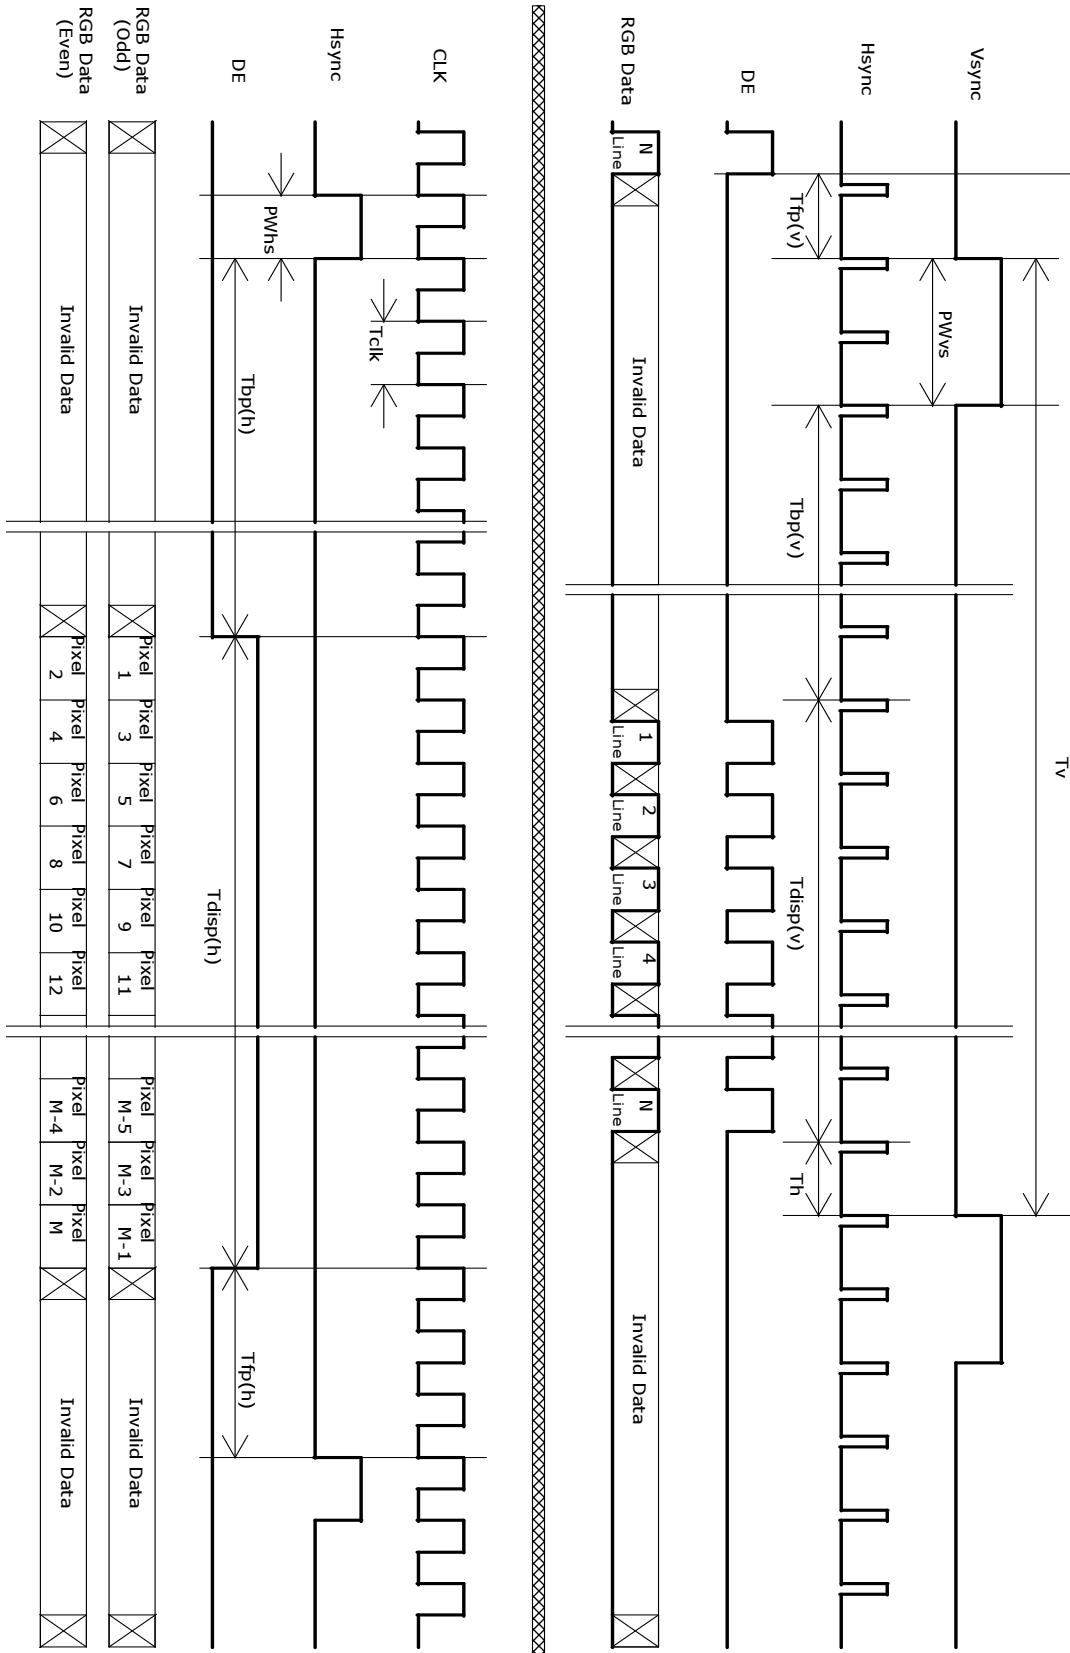 Vsync
Hsync
DE
RGB Data
Tv
PWvs
Tfp(v)
Tbp(v)
Tdisp(v)
Th
Line N
Invalid Data
Line 1
Line 2
Line 3
Line 4
Line N
Invalid Data
CLK
Hsync
DE
RGB Data
(Odd)
RGB Data
(Even)
Tclk
PWhs
Tbp(h)
Tdisp(h)
Tfp(h)
Invalid Data
Pixel 1
Pixel 3
Pixel 5
Pixel 7
Pixel 9
Pixel 11
Pixel M-5
Pixel M-3
Pixel M-1
Invalid Data
Invalid Data
Pixel 2
Pixel 4
Pixel 6
Pixel 8
Pixel 10
Pixel 12
Pixel M-4
Pixel M-2
Pixel M
Invalid Data